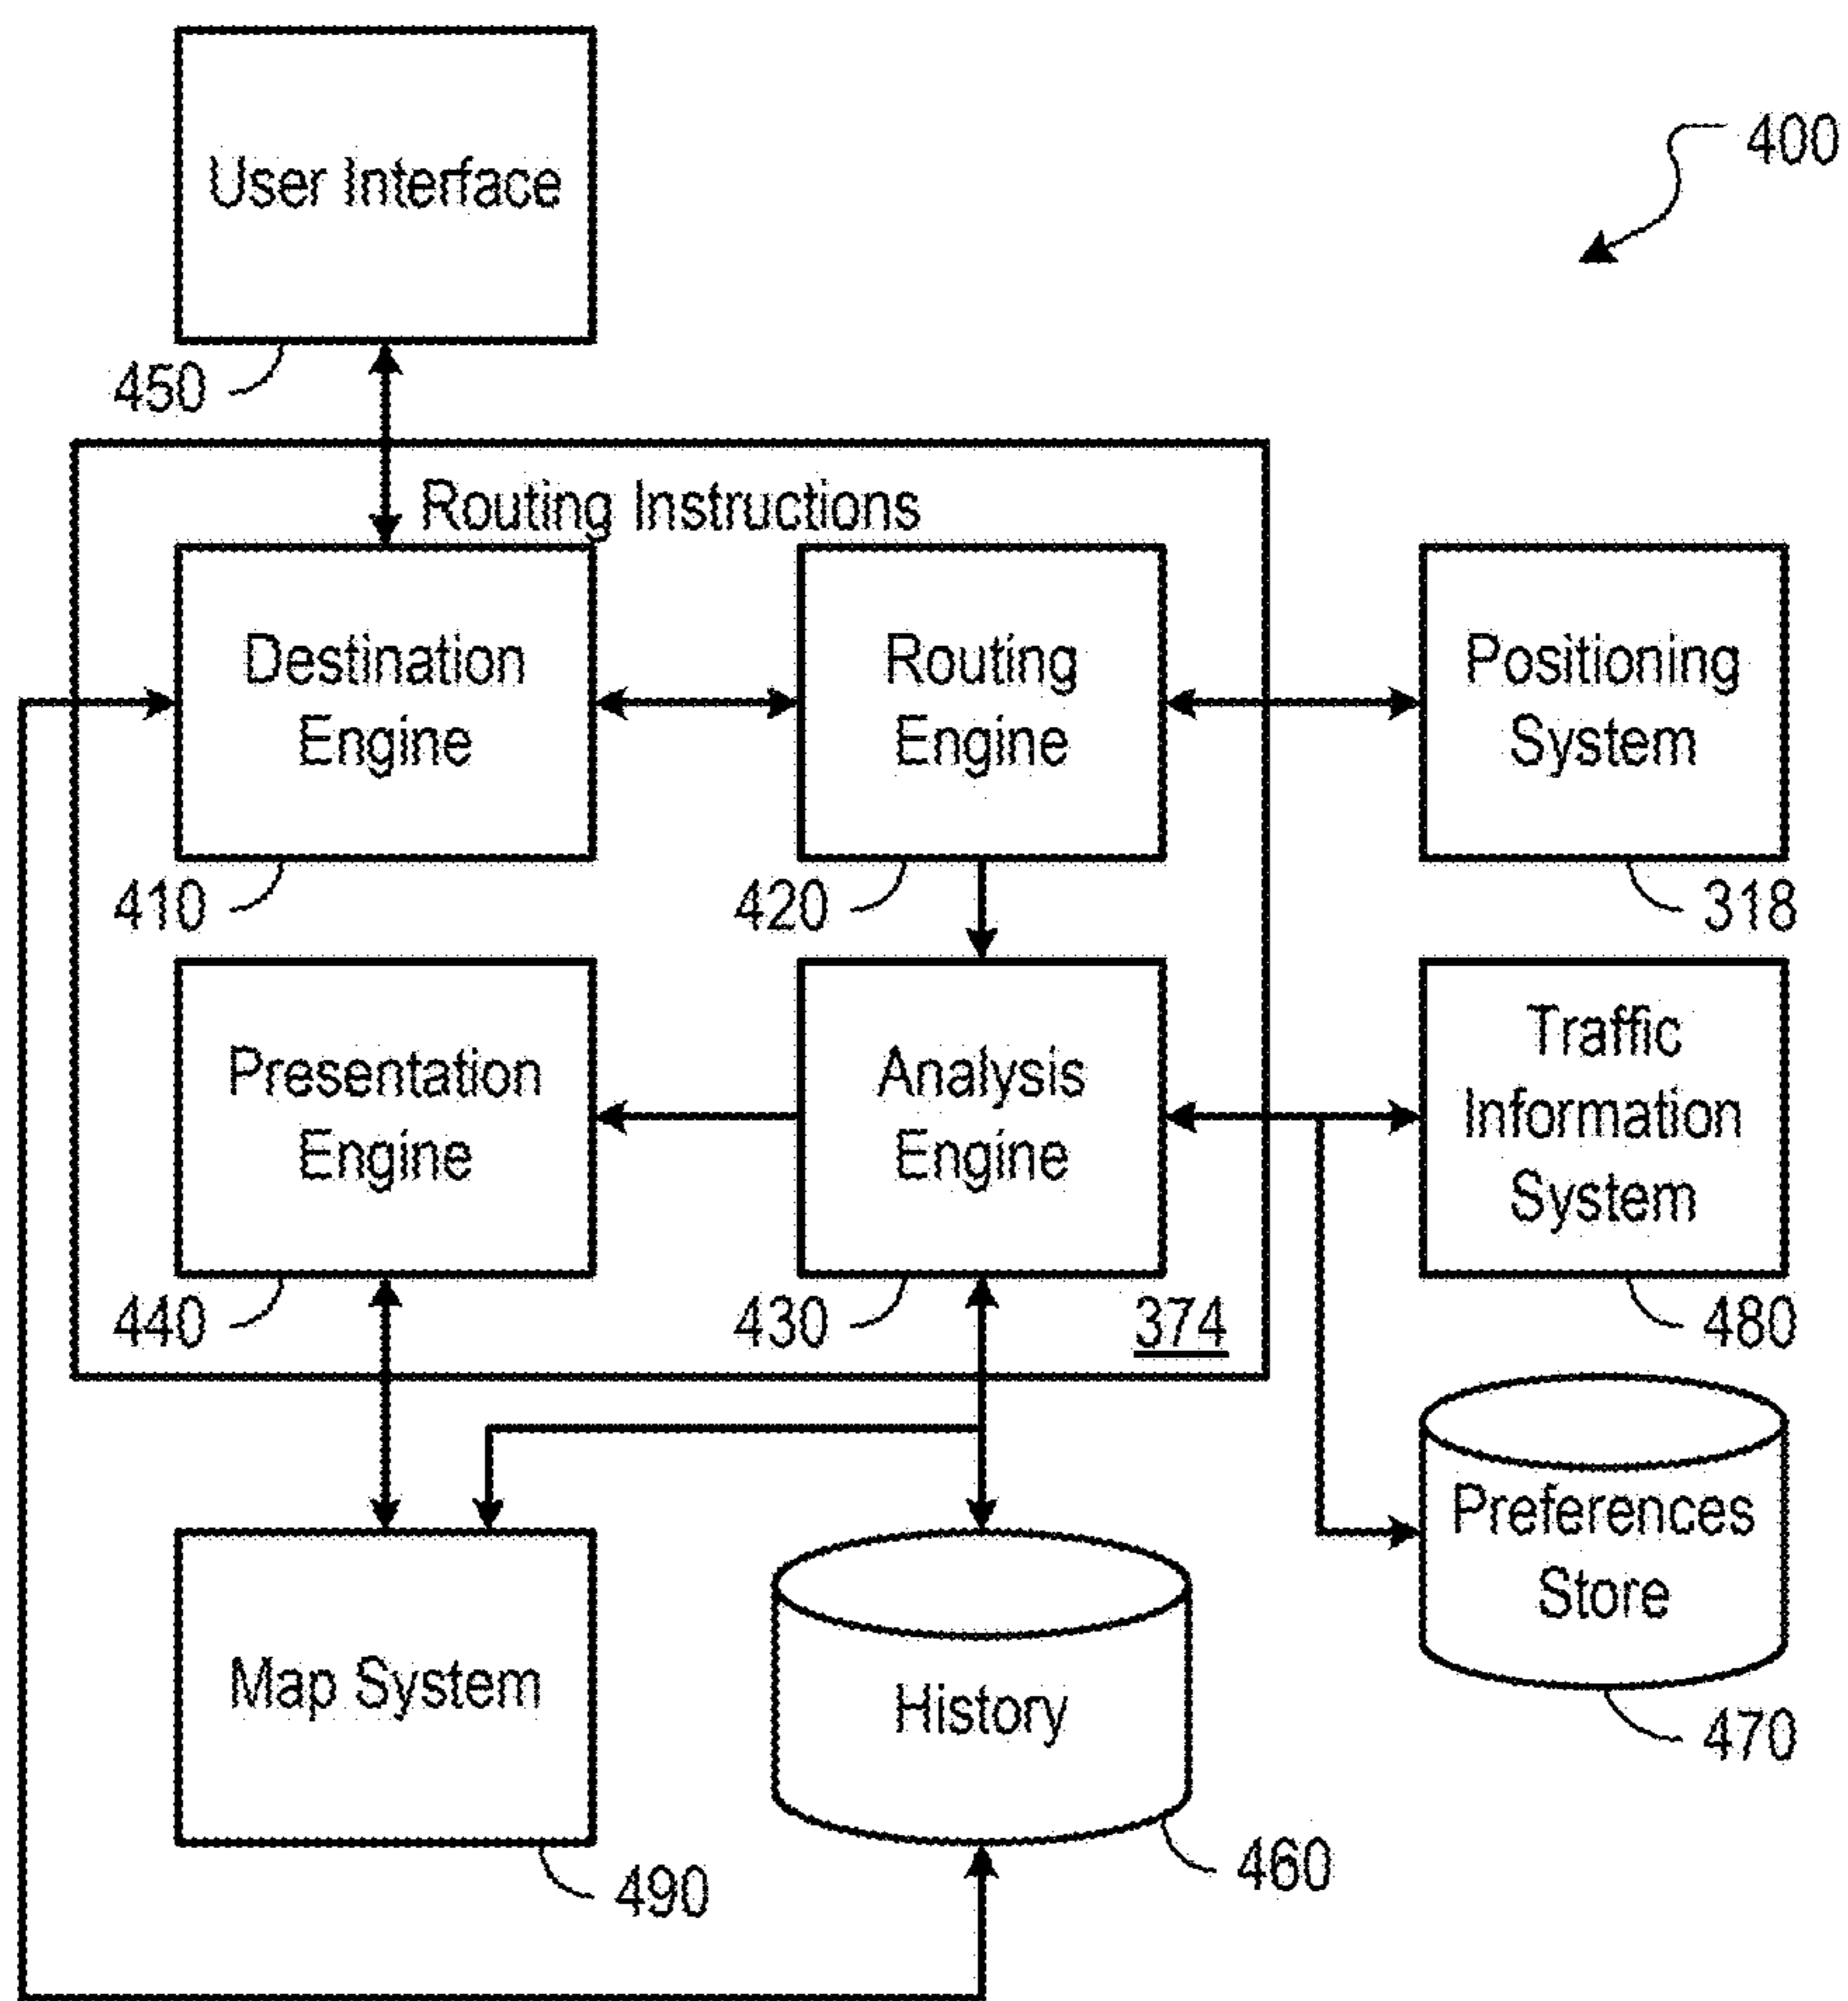 User Interface
400
450
Routing Instructions
Destination
Engine
Routing
Engine
Positioning
System
410
420
318
Presentation
Engine
Analysis
Engine
Traffic
Information
System
440
430
374
480
Preferences
Store
Map System
History
470
490
460